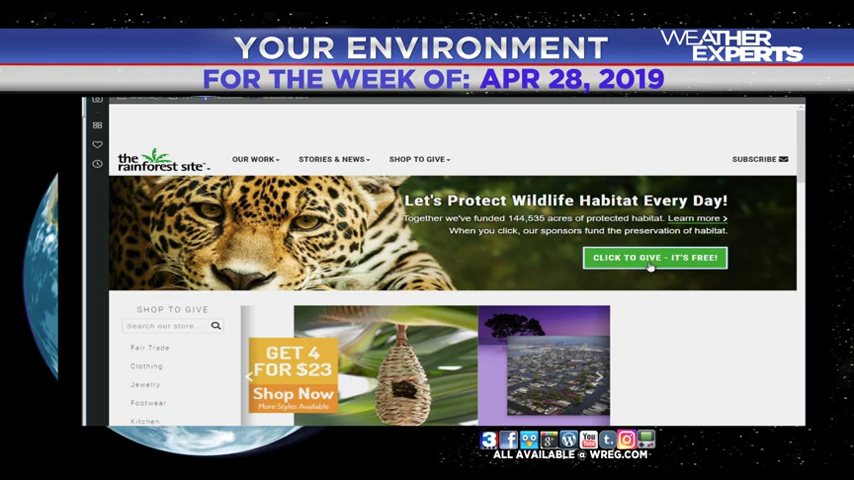 YOUR ENVIRONMENT
WEATHER
EXPERTS
FOR THE WEEK OF: APR 28, 2019
the
rainforest site
OUR WORK
STORIES & NEWS
SHOP TO GIVE
SUBSCRIBE
Let's Protect Wildlife Habitat Every Day!
Together we've funded 144,535 acres of protected habitat. Learn more >
When you click, our sponsors fund the preservation of habitat.
CLICK TO GIVE - IT'S FREE!
SHOP TO GIVE
Search our store...
Fair Trade
Clothing
Jewelry
Footwear
Kitchen
GET 4
FOR $23
Shop Now
More Styles Available
3
You
Tube
ALL AVAILABLE @ WREG.COM